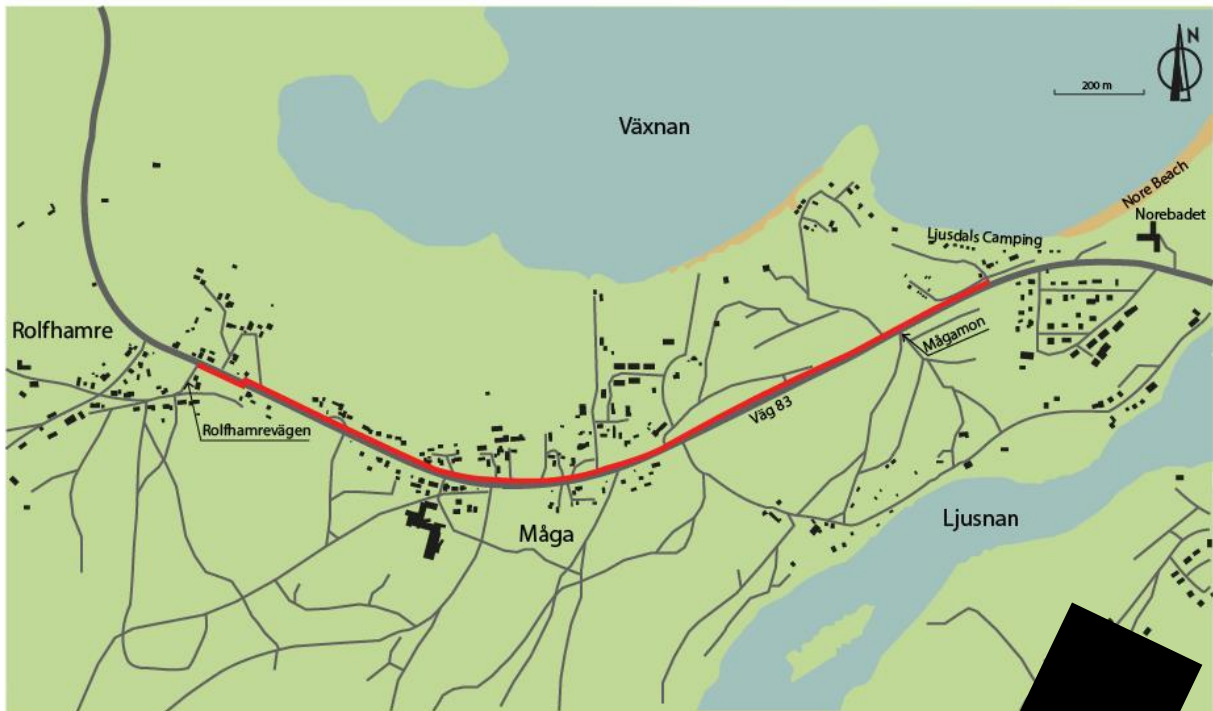 N
200 m
Växnan
Nore Beach
Norebadet
Ljusdals Camping
Rolfhamre
Mågamon
Väg 83
Rolfhamrevägen
Ljusnan
Måga